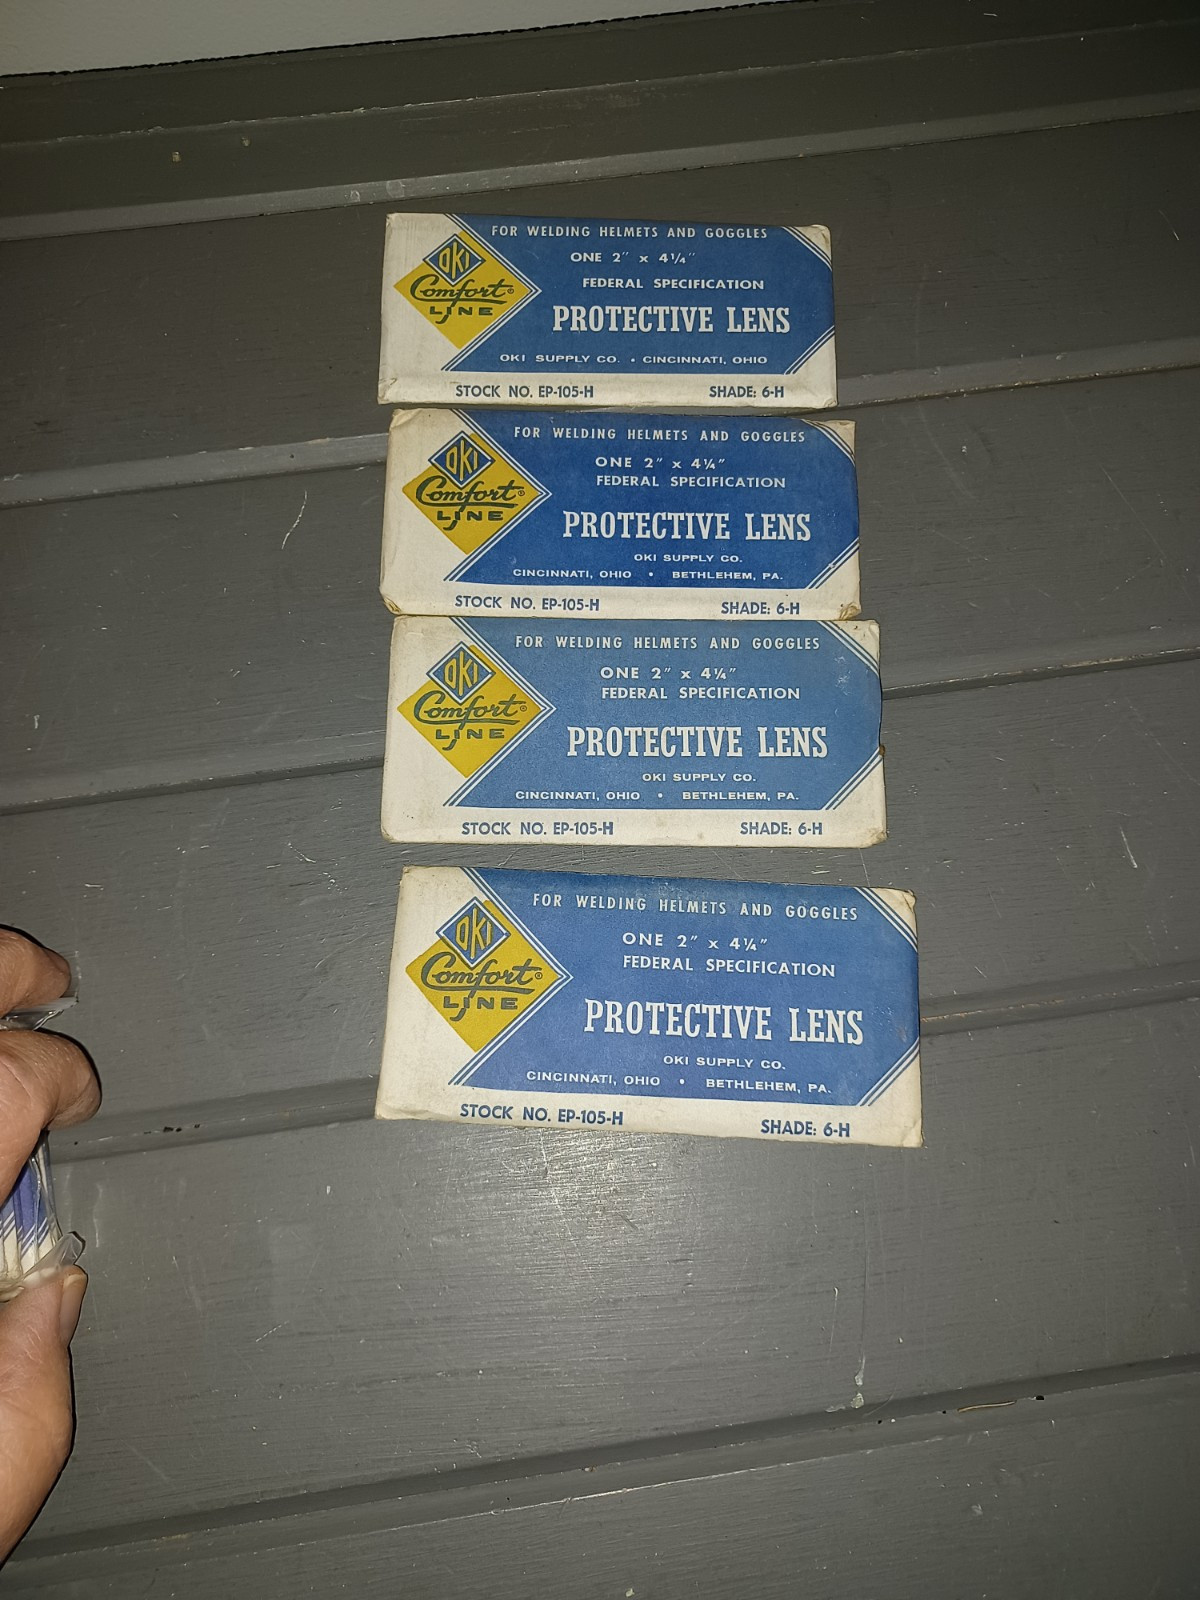 FOR WELDING HELMETS AND GOGGLES
ONE 2" x 4¼"
FEDERAL SPECIFICATION
PROTECTIVE LENS
OKI SUPPLY CO. • CINCINNATI, OHIO
OKI
Comfort®
LINE
STOCK NO. EP-105-H SHADE: 6-H
FOR WELDING HELMETS AND GOGGLES
ONE 2" x 4¼"
FEDERAL SPECIFICATION
PROTECTIVE LENS
OKI SUPPLY CO.
CINCINNATI, OHIO • BETHLEHEM, PA.
OKI
Comfort®
LINE
STOCK NO. EP-105-H SHADE: 6-H
FOR WELDING HELMETS AND GOGGLES
ONE 2" x 4¼"
FEDERAL SPECIFICATION
PROTECTIVE LENS
OKI SUPPLY CO.
CINCINNATI, OHIO • BETHLEHEM, PA.
OKI
Comfort®
LINE
STOCK NO. EP-105-H SHADE: 6-H
FOR WELDING HELMETS AND GOGGLES
ONE 2" x 4¼"
FEDERAL SPECIFICATION
PROTECTIVE LENS
OKI SUPPLY CO.
CINCINNATI, OHIO • BETHLEHEM, PA.
OKI
Comfort®
LINE
STOCK NO. EP-105-H SHADE: 6-H